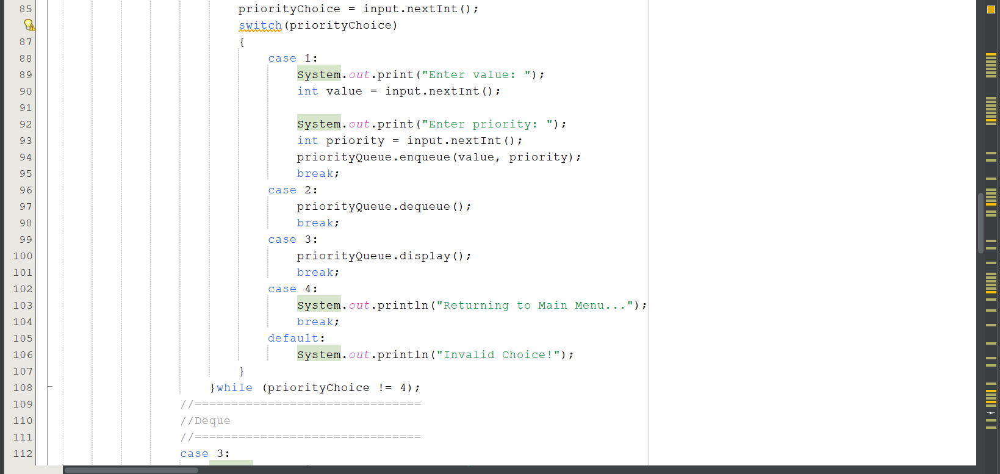 85 priorityChoice = input.nextInt();
switch(priorityChoice)
87 {
88 case 1:
89 System.out.print("Enter value: ");
90 int value = input.nextInt();
91
92 System.out.print("Enter priority: ");
93 int priority = input.nextInt();
94 priorityQueue.enqueue(value, priority);
95 break;
96 case 2:
97 priorityQueue.dequeue();
98 break;
99 case 3:
100 priorityQueue.display();
101 break;
102 case 4:
103 System.out.println("Returning to Main Menu...");
104 break;
105 default:
106 System.out.println("Invalid Choice!");
107 }
108 }while (priorityChoice != 4);
109 //===============================
110 //Deque
111 //===============================
112 case 3: